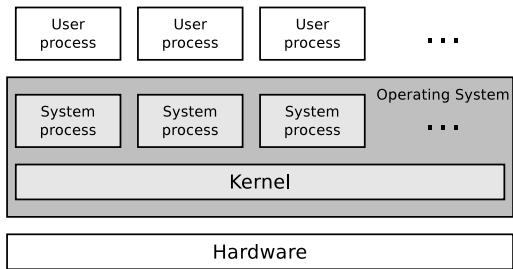 User
process
User
process
User
process
...
Operating System
System
process
System
process
System
process
...
Kernel
Hardware